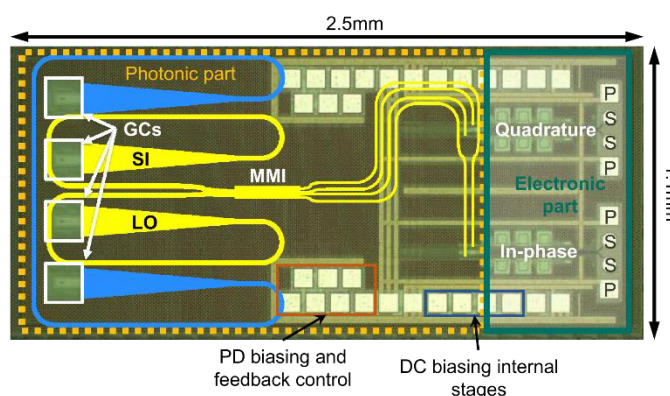 2.5mm
Photonic part
GCs
SI
MMI
LO
Quadrature
Electronic
part
In-phase
P
S
S
P
P
S
S
P
PD biasing and
feedback control
DC biasing internal
stages